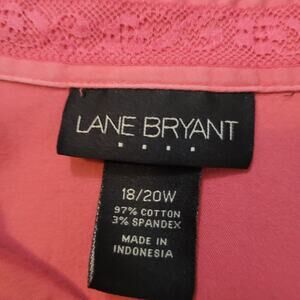 LANE BRYANT
18/20W
97% COTTON
3% SPANDEX
MADE IN
INDONESIA